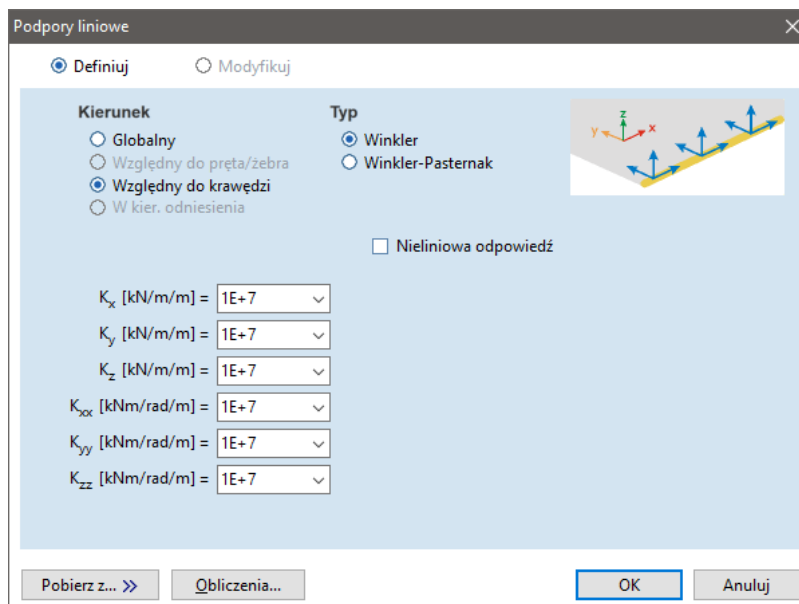 Podpory liniowe
Definiuj Modyfikuj
Kierunek Typ
Globalny Winkler
Względny do pręta/żebra Winkler-Pasternak
Względny do krawędzi
W kier. odniesienia
z
y x
Nieliniowa odpowiedź
Kx [kN/m/m] = 1E+7
Ky [kN/m/m] = 1E+7
Kz [kN/m/m] = 1E+7
Kxx [kNm/rad/m] = 1E+7
Kyy [kNm/rad/m] = 1E+7
Kzz [kNm/rad/m] = 1E+7
Pobierz z... >> Obliczenia... OK Anuluj